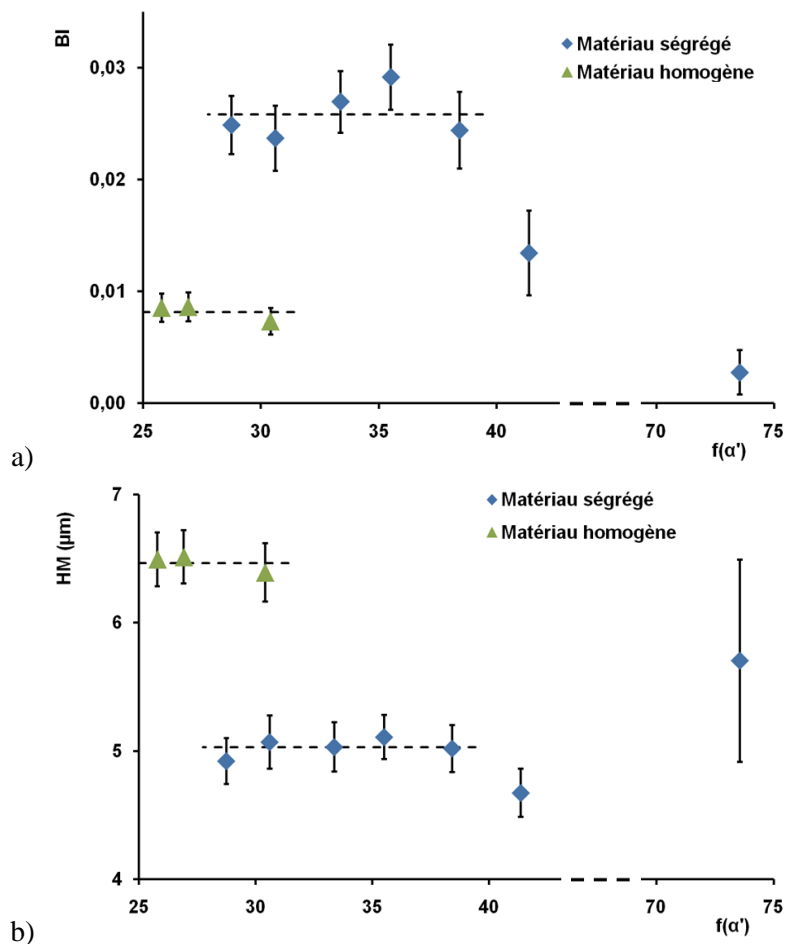 BI
0,03
0,02
0,01
0,00
25
30
35
40
70
75
f(α')
Matériau ségrégé
Matériau homogène
a)
HM (µm)
7
6
5
4
25
30
35
40
70
75
f(α')
Matériau ségrégé
Matériau homogène
b)